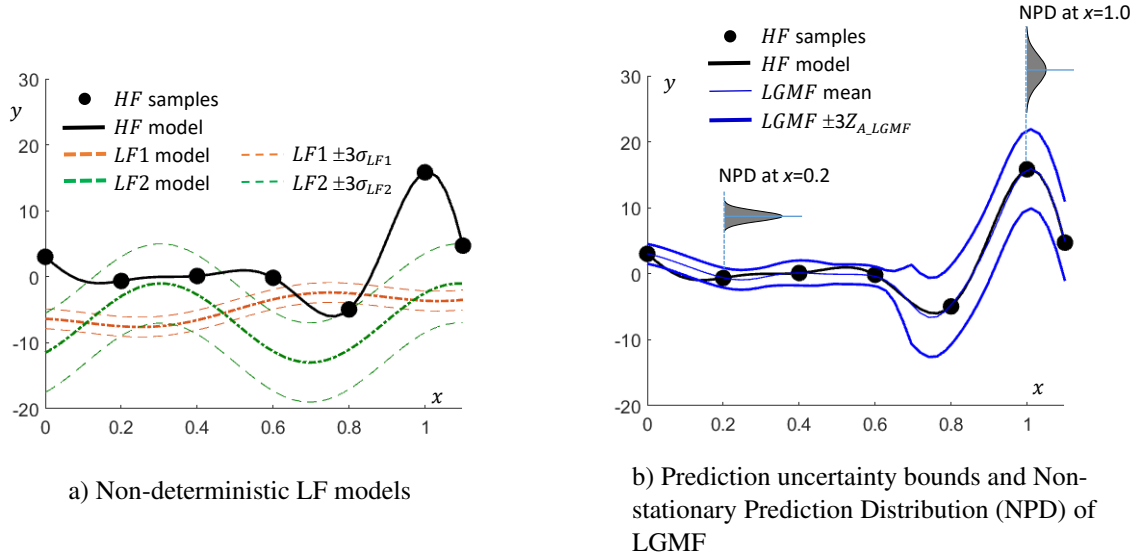 30
20
10
0
-10
-20
y
HF samples
HF model
LF1 model
LF2 model
LF1 ±3σ_LF1
LF2 ±3σ_LF2
x
0 0.2 0.4 0.6 0.8 1
a) Non-deterministic LF models
NPD at x=1.0
HF samples
HF model
LGMF mean
LGMF ±3Z_A_LGMF
NPD at x=0.2
30
20
10
0
-10
-20
y
x
0 0.2 0.4 0.6 0.8 1
b) Prediction uncertainty bounds and Non-
stationary Prediction Distribution (NPD) of
LGMF